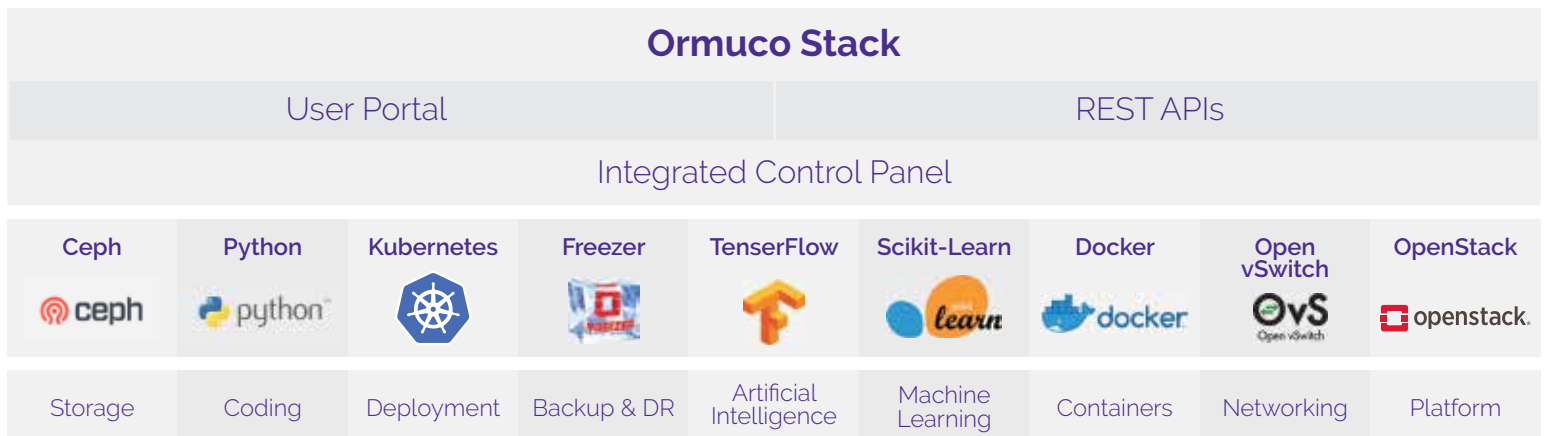 Ormuco Stack
User Portal
REST APIs
Integrated Control Panel
Ceph
Python
Kubernetes
Freezer
TenserFlow
Scikit-Learn
Docker
Open
vSwitch
OpenStack
ceph
python
learn
docker
OvS
Open vSwitch
openstack.
Storage
Coding
Deployment
Backup & DR
Artificial
Intelligence
Machine
Learning
Containers
Networking
Platform